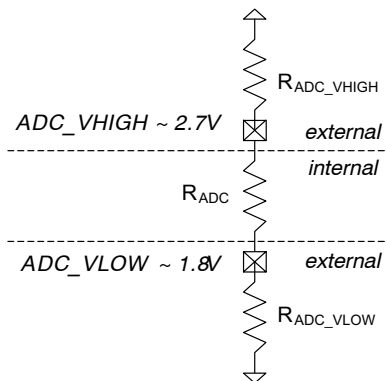 R_ADC_VHIGH
ADC_VHIGH ~ 2.7V
external
internal
R_ADC
ADC_VLOW ~ 1.8V
external
R_ADC_VLOW